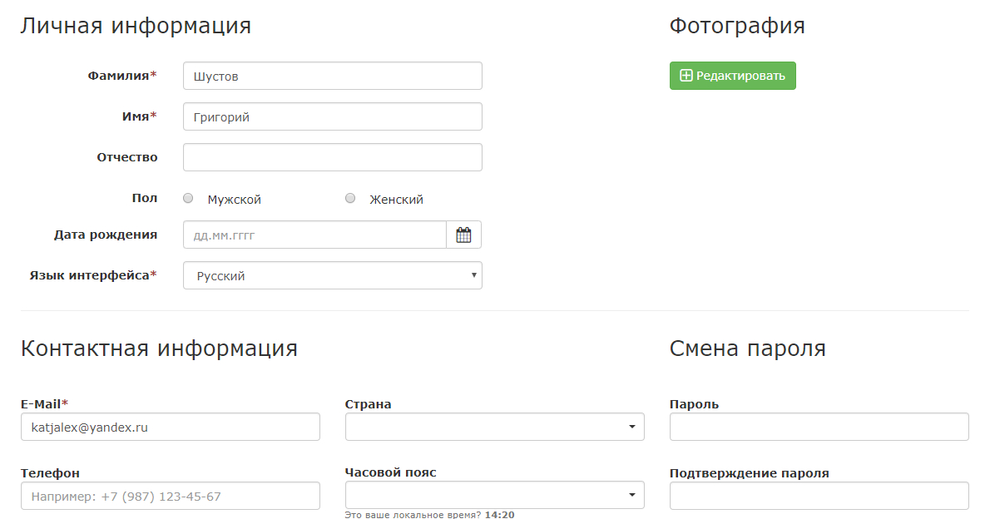 Личная информация
Фотография
Фамилия* Шустов
Редактировать
Имя* Григорий
Отчество
Пол Мужской Женский
Дата рождения дд.мм.гггг
Язык интерфейса* Русский
Контактная информация
Смена пароля
E-Mail* Страна Пароль
katjalex@yandex.ru
Телефон Часовой пояс Подтверждение пароля
Например: +7 (987) 123-45-67
Это ваше локальное время? 14:20